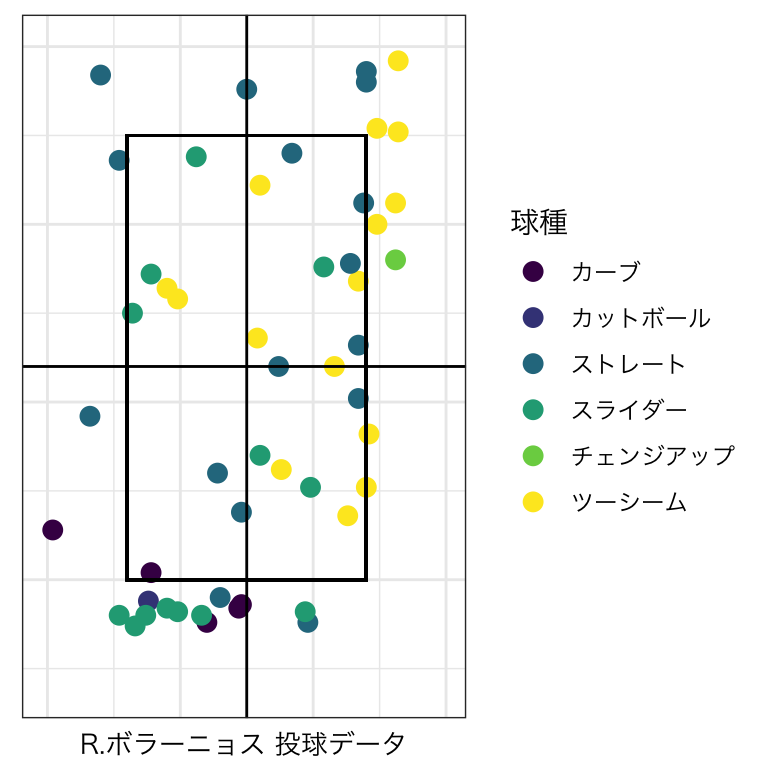 球種
カーブ
カットボール
ストレート
スライダー
チェンジアップ
ツーシーム
R.ボラーニョス 投球データ